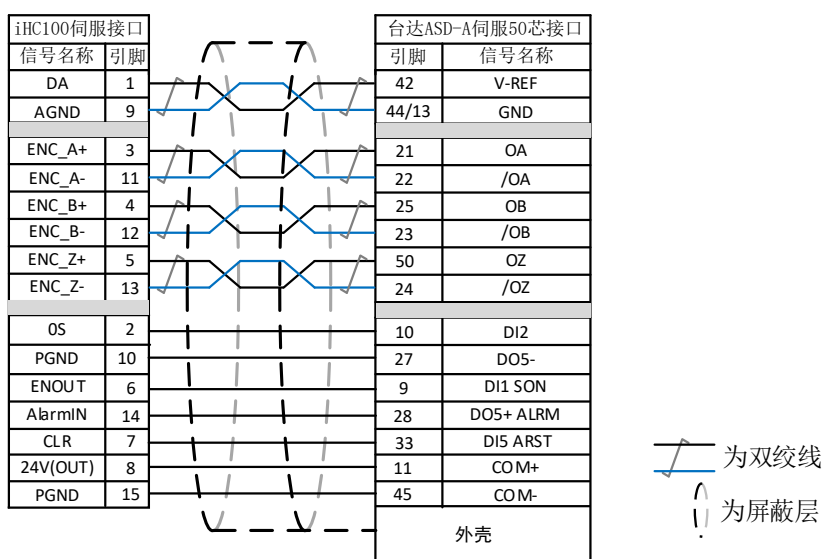 iHC100伺服接口 台达ASD-A伺服50芯接口
信号名称 引脚 引脚 信号名称
DA 1 42 V-REF
AGND 9 44/13 GND
ENC_A+ 3 21 OA
ENC_A- 11 22 /OA
ENC_B+ 4 25 OB
ENC_B- 12 23 /OB
ENC_Z+ 5 50 OZ
ENC_Z- 13 24 /OZ
0S 2 10 DI2
PGND 10 27 DO5-
ENOUT 6 9 DI1 SON
AlarmIN 14 28 DO5+ ALRM
CLR 7 33 DI5 ARST
24V(OUT) 8 11 COM+
PGND 15 45 COM-
外壳
为双绞线
为屏蔽层